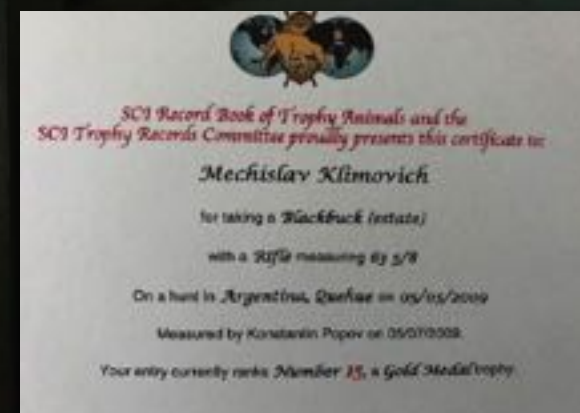 SCI Record Book of Trophy Animals and the
SCI Trophy Records Committee proudly presents this certificate to:
Mechislav Klimovich
for taking a Blackbuck (estate)
with a Rifle measuring 63 5/8
On a hunt in Argentina, Quehue on 05/05/2009
Measured by Konstantin Popov on 05/07/2009.
Your entry currently ranks Number 15, a Gold Medal trophy.